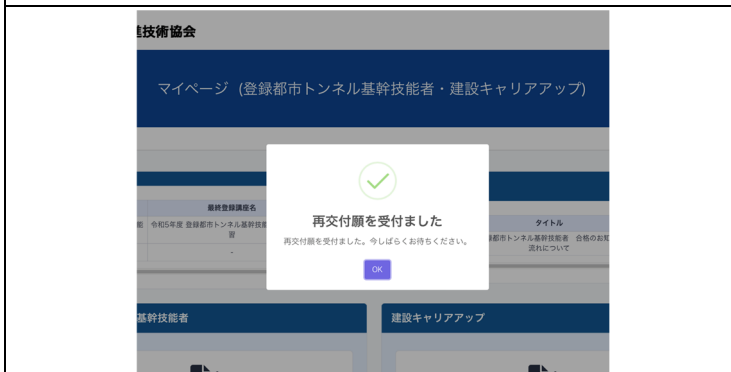 進技術協会
マイページ (登録都市トンネル基幹技能者・建設キャリアアップ)
最終登録講座名
能
令和5年度 登録都市トンネル基幹技能
習
-
再交付願を受付ました
再交付願を受付ました。今しばらくお待ちください。
OK
タイトル
録都市トンネル基幹技能者 合格のお知
流れについて
基幹技能者
建設キャリアアップ